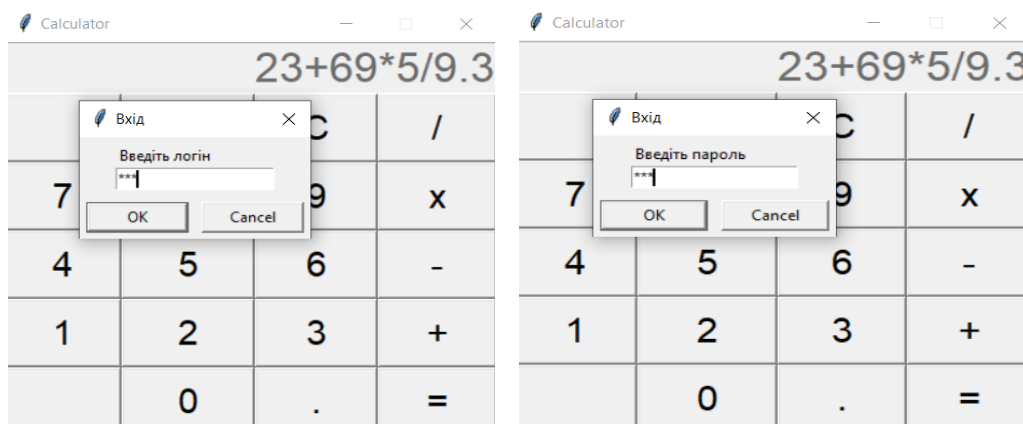 Calculator
23+69*5/9.3
Вхід
C /
Введіть логін
***
7 9 x
OK Cancel
4 5 6 -
1 2 3 +
0 . =
Calculator
23+69*5/9.3
Вхід
C /
Введіть пароль
***
7 9 x
OK Cancel
4 5 6 -
1 2 3 +
0 . =